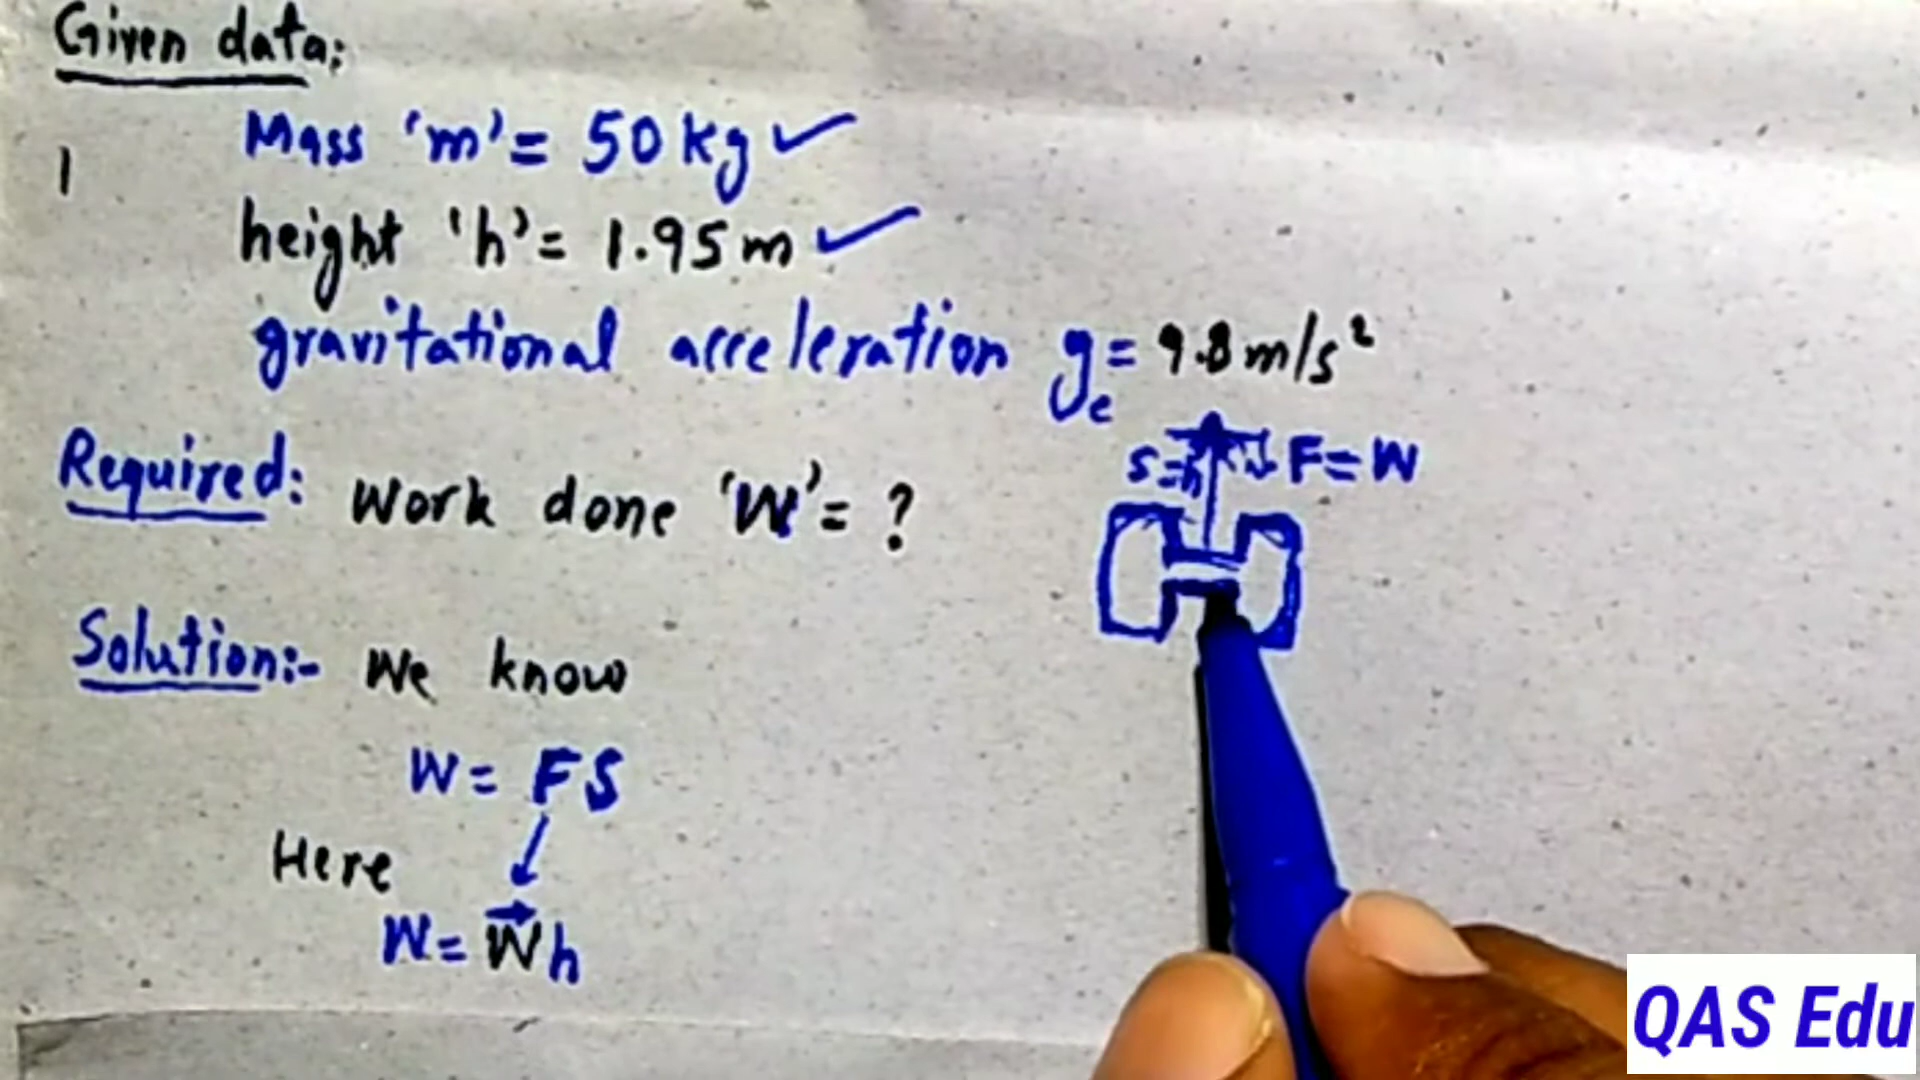 Given data:
1
Mass 'm' = 50 kg ✓
height 'h' = 1.95 m ✓
gravitational acceleration gₑ = 9.8 m/s²
Required: Work done 'W' = ?
S=h
F=W
Solution:- We know
W = FS
Here
W = W⃗h
QAS Edu